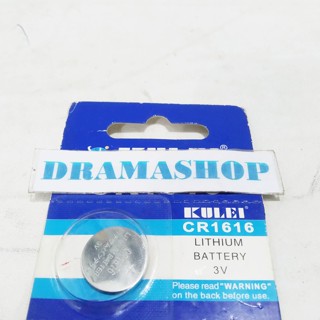 DRAMASHOP
KULEI
CR1616
LITHIUM
BATTERY
3V
Please read "WARNING"
on the back before use.